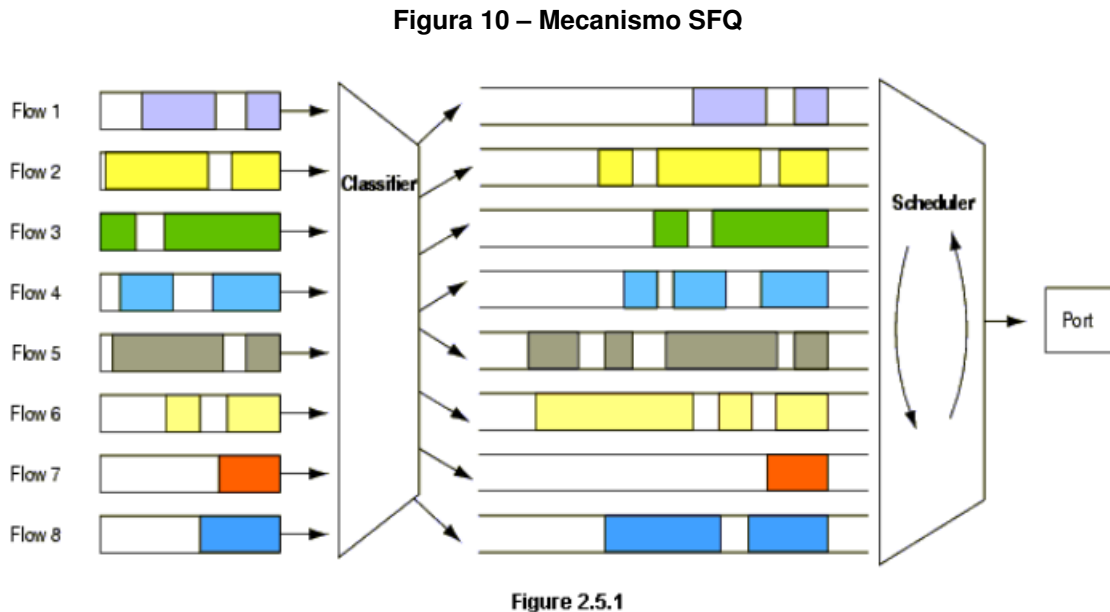 Figura 10 – Mecanismo SFQ
Flow 1
Flow 2
Flow 3
Flow 4
Flow 5
Flow 6
Flow 7
Flow 8
Classifier
Scheduler
Port
Figure 2.5.1